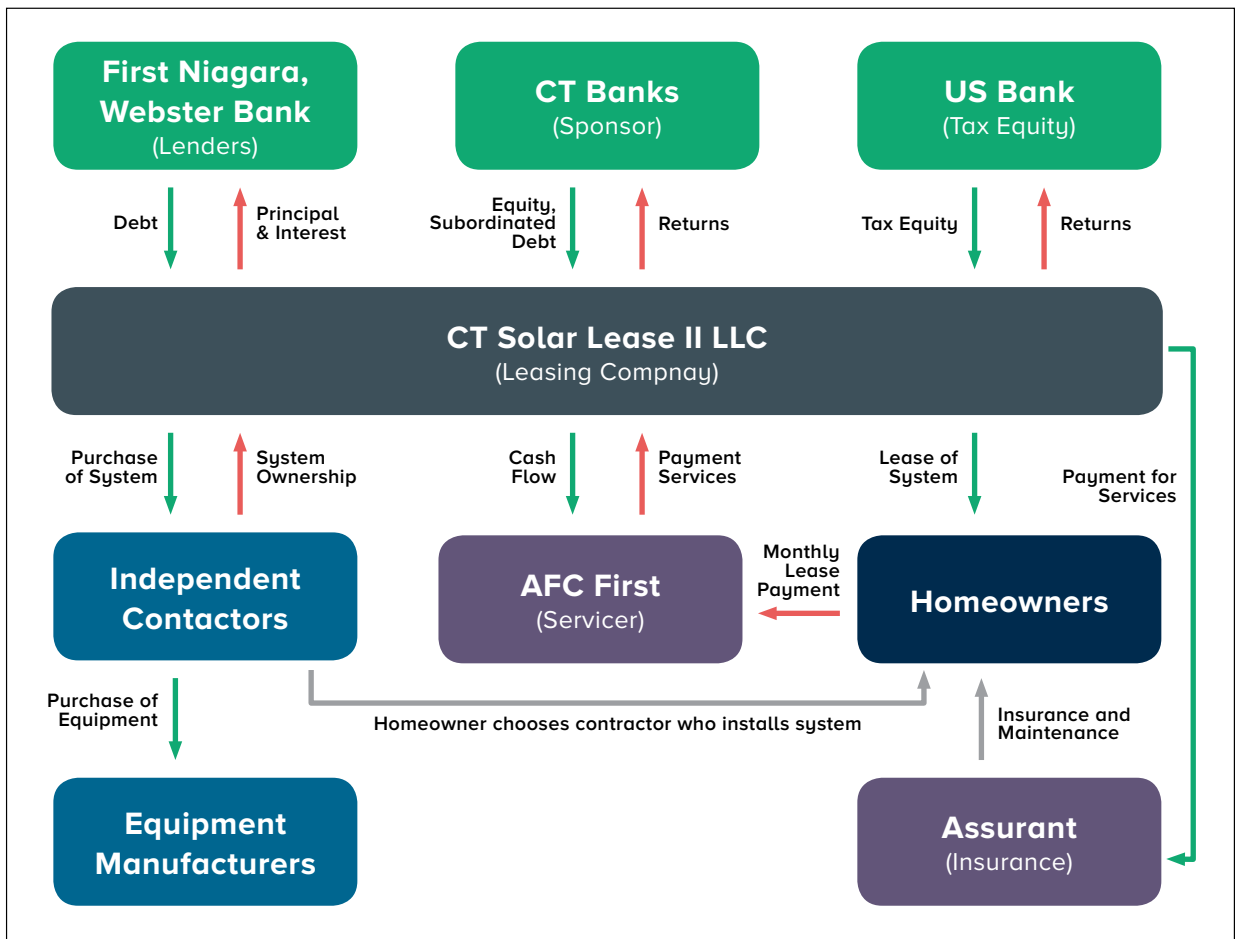 First Niagara,
Webster Bank
(Lenders)
CT Banks
(Sponsor)
US Bank
(Tax Equity)
Debt
Principal
& Interest
Equity,
Subordinated
Debt
Returns
Tax Equity
Returns
CT Solar Lease II LLC
(Leasing Compnay)
Purchase
of System
System
Ownership
Cash
Flow
Payment
Services
Lease of
System
Payment for
Services
Independent
Contactors
AFC First
(Servicer)
Monthly
Lease
Payment
Homeowners
Purchase of
Equipment
Homeowner chooses contractor who installs system
Insurance and
Maintenance
Equipment
Manufacturers
Assurant
(Insurance)